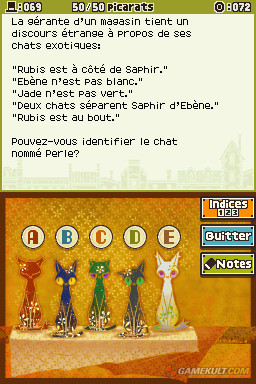 :069
50/50 Picarats
:072
La gérante d'un magasin tient un
discours étrange à propos de ses
chats exotiques:
"Rubis est à côté de Saphir."
"Ebène n'est pas blanc."
"Jade n'est pas vert."
"Deux chats séparent Saphir d'Ebène."
"Rubis est au bout."
Pouvez-vous identifier le chat
nommé Perle?
Indices
1 2 3
A B C D E
Quitter
Notes
GAMEKULT.COM